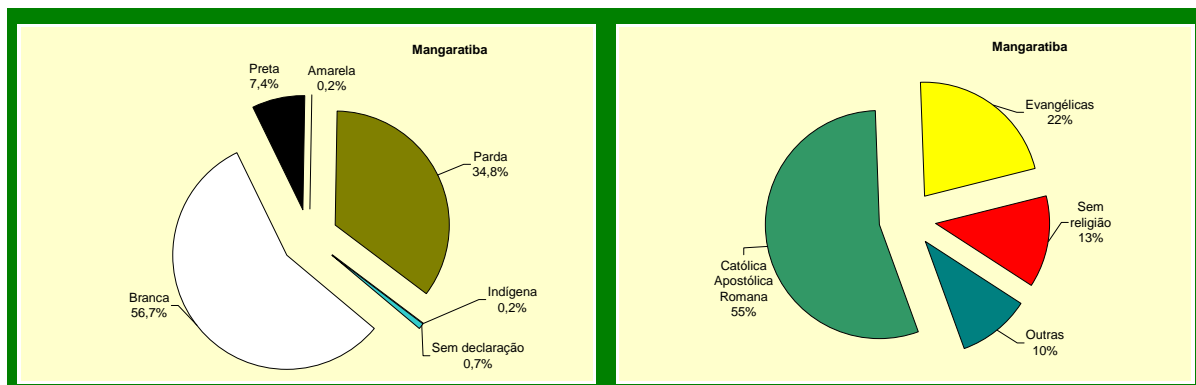 Mangaratiba
Preta
7,4%
Amarela
0,2%
Parda
34,8%
Indígena
0,2%
Sem declaração
0,7%
Branca
56,7%
Mangaratiba
Evangélicas
22%
Sem
religião
13%
Outras
10%
Católica
Apostólica
Romana
55%